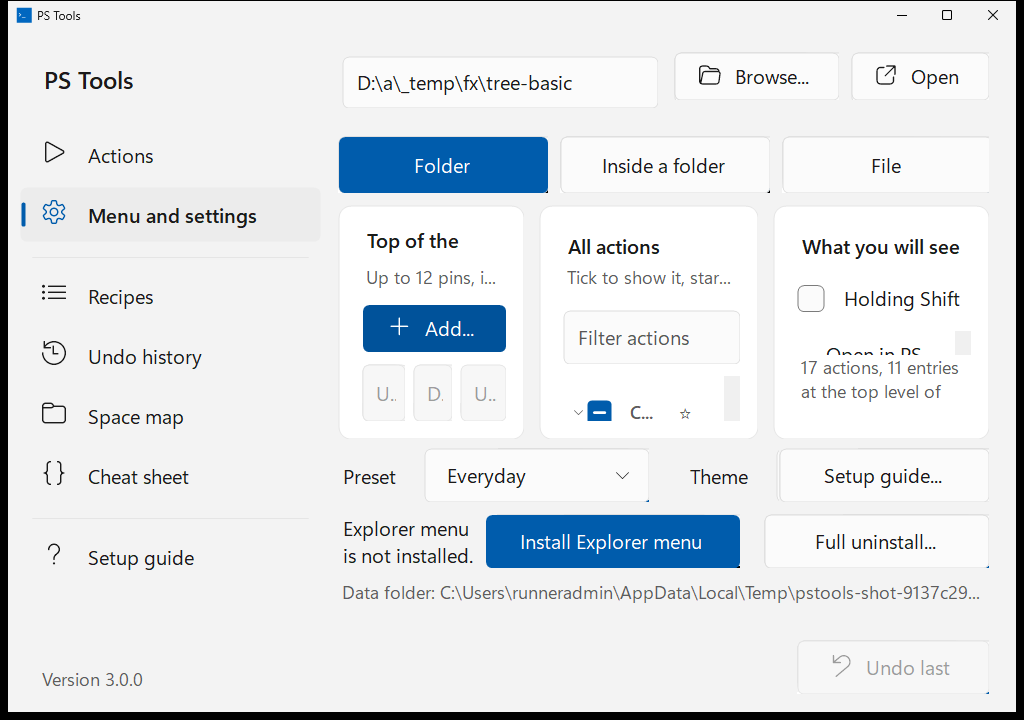 PS Tools
PS Tools
D:\a\_temp\fx\tree-basic
Browse...
Open
Actions
Menu and settings
Recipes
Undo history
Space map
Cheat sheet
Setup guide
Version 3.0.0
Folder
Inside a folder
File
Top of the
Up to 12 pins, i...
Add...
U..
D.
U..
All actions
Tick to show it, star...
Filter actions
C...
What you will see
Holding Shift
Open in PS
17 actions, 11 entries
at the top level of
Preset
Everyday
Theme
Setup guide...
Explorer menu
is not installed.
Install Explorer menu
Full uninstall...
Data folder: C:\Users\runneradmin\AppData\Local\Temp\pstools-shot-9137c29...
Undo last